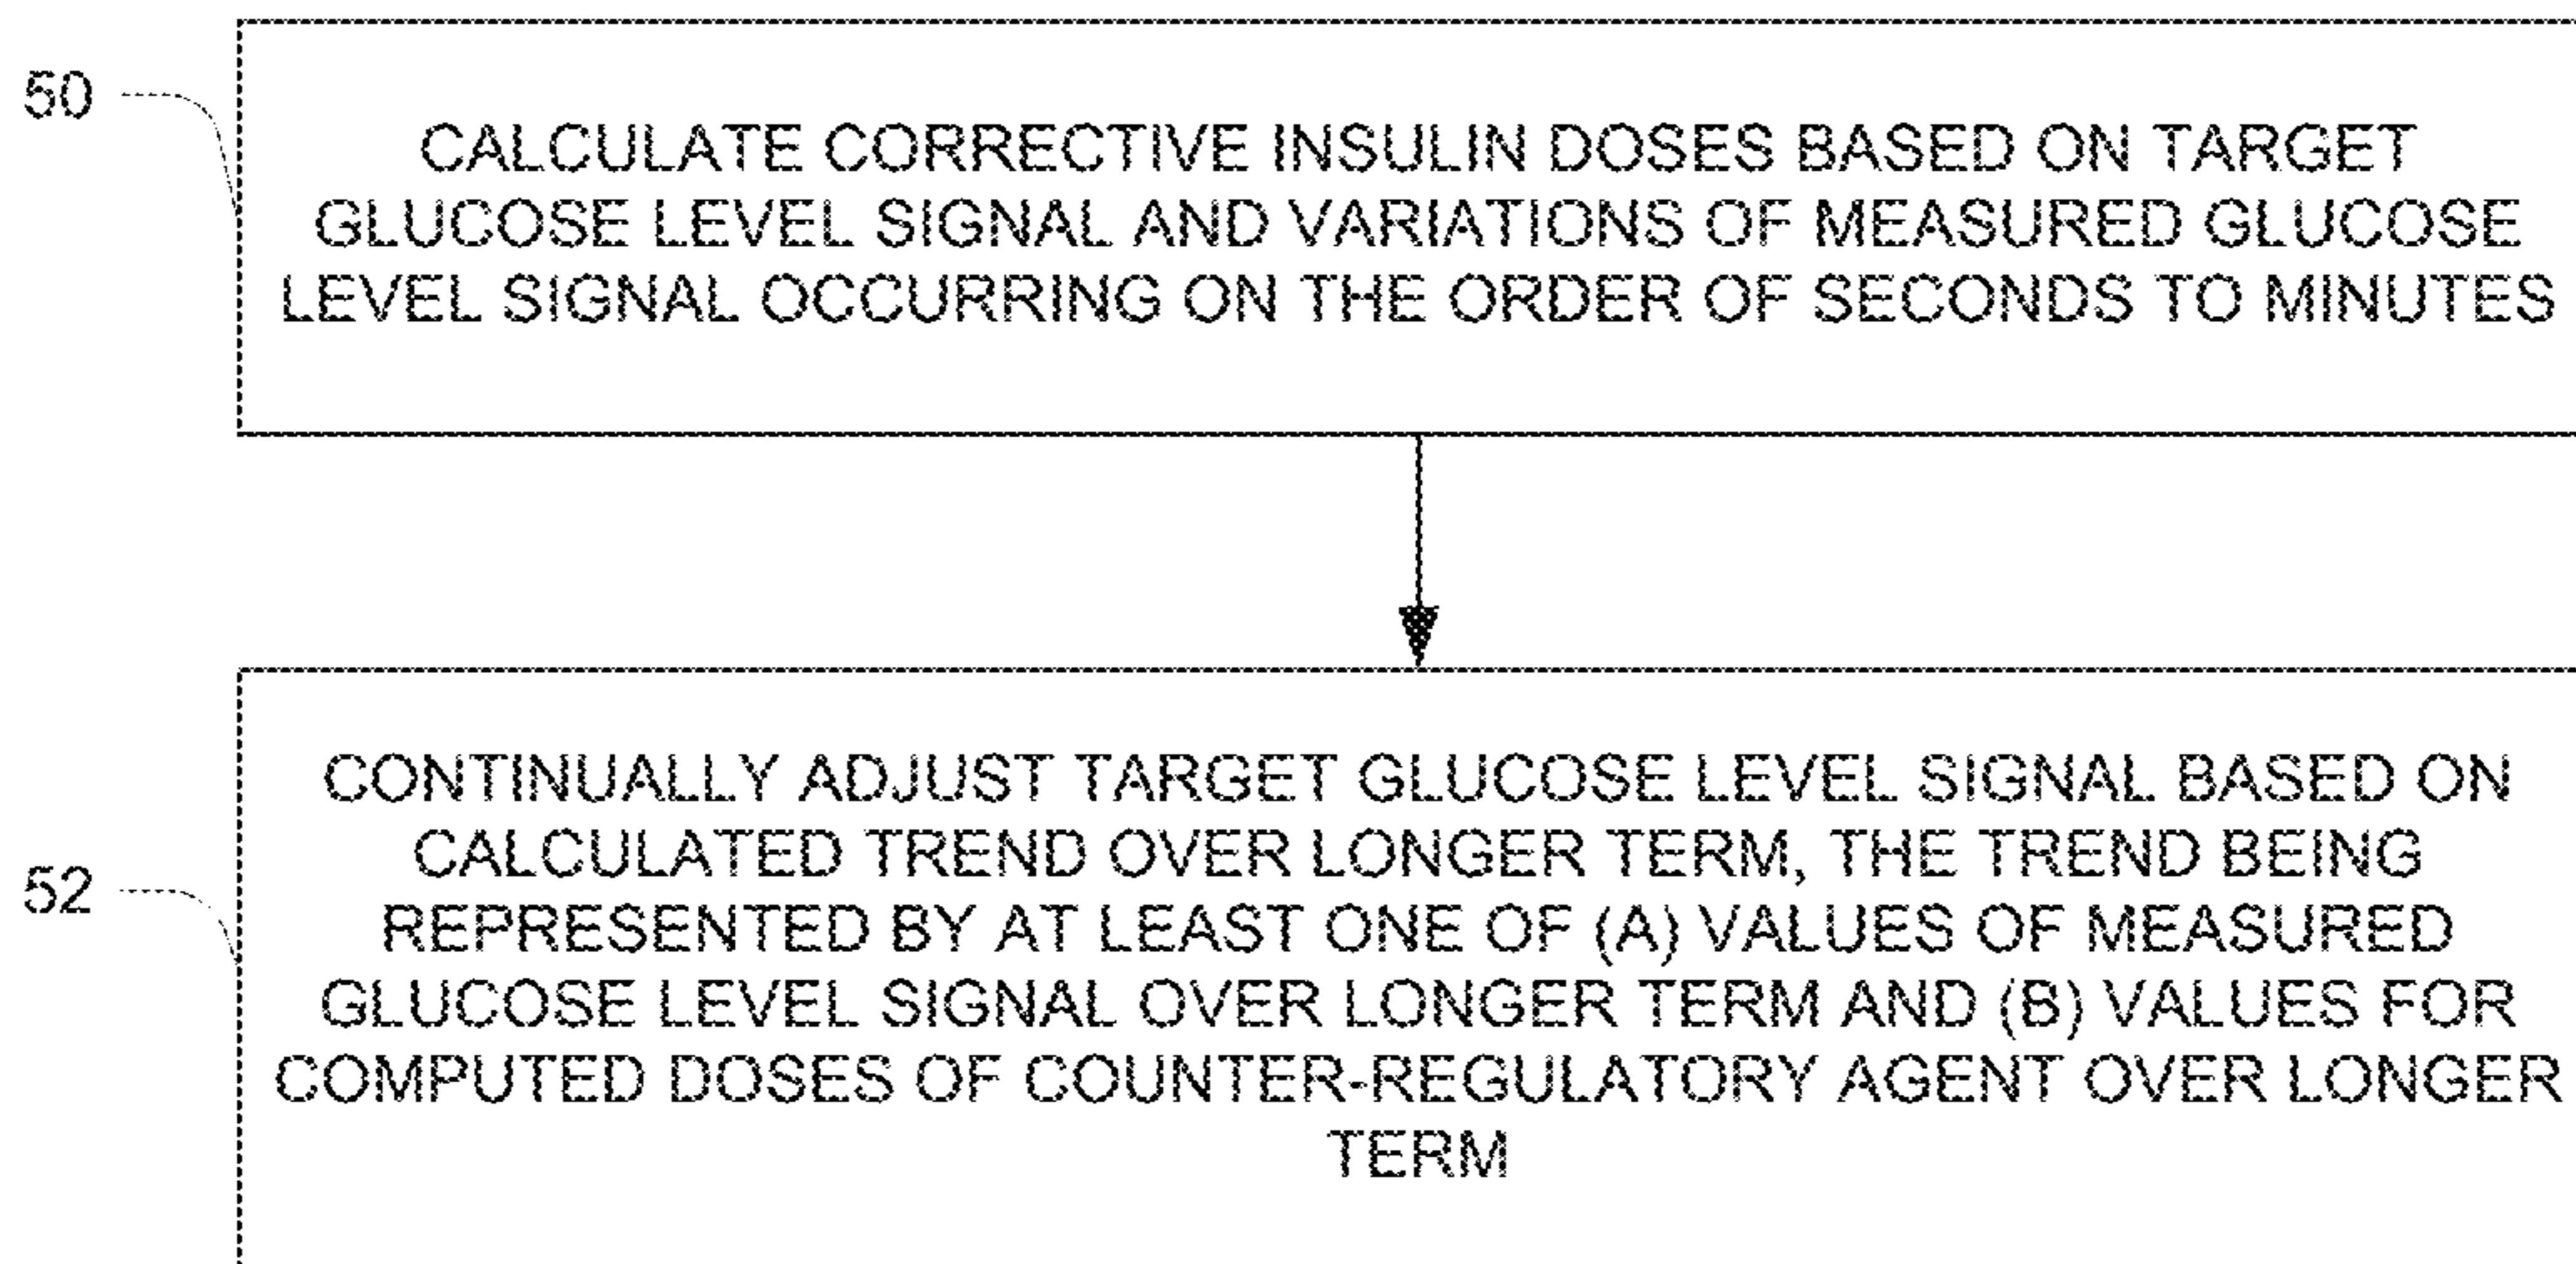 50
CALCULATE CORRECTIVE INSULIN DOSES BASED ON TARGET
GLUCOSE LEVEL SIGNAL AND VARIATIONS OF MEASURED GLUCOSE
LEVEL SIGNAL OCCURRING ON THE ORDER OF SECONDS TO MINUTES
52
CONTINUALLY ADJUST TARGET GLUCOSE LEVEL SIGNAL BASED ON
CALCULATED TREND OVER LONGER TERM, THE TREND BEING
REPRESENTED BY AT LEAST ONE OF (A) VALUES OF MEASURED
GLUCOSE LEVEL SIGNAL OVER LONGER TERM AND (B) VALUES FOR
COMPUTED DOSES OF COUNTER-REGULATORY AGENT OVER LONGER
TERM